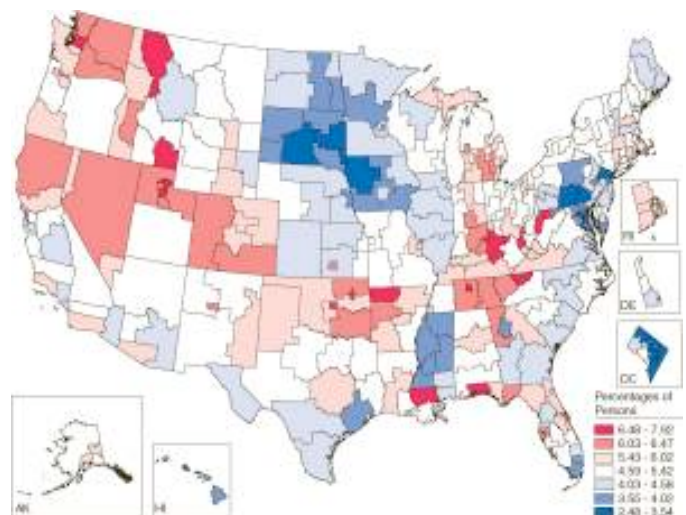 RI
DE
DC
Percentages of
Persons
6.48 - 7.92
6.03 - 6.47
5.43 - 6.02
4.59 - 5.42
4.03 - 4.58
3.55 - 4.02
2.48 - 3.54
AK
HI